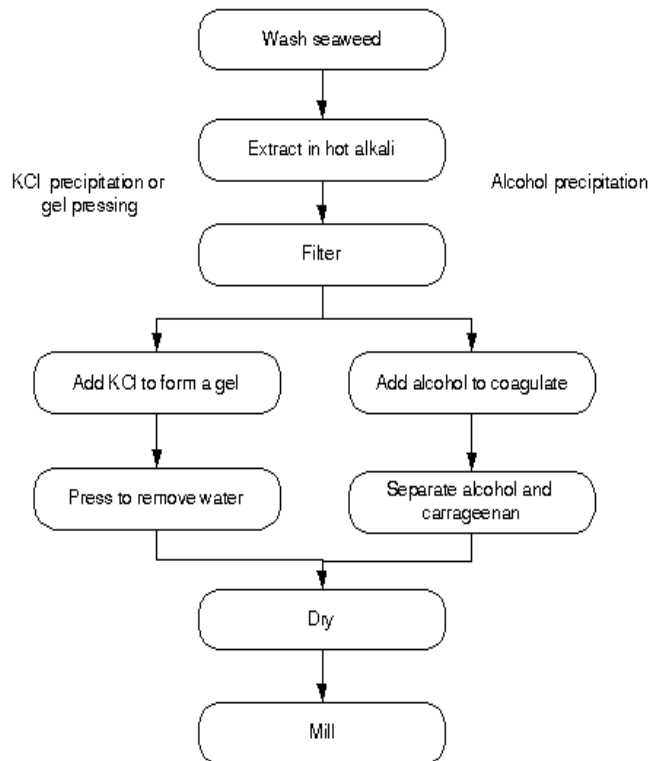 Wash seaweed
Extract in hot alkali
KCl precipitation or
gel pressing
Alcohol precipitation
Filter
Add KCl to form a gel
Add alcohol to coagulate
Press to remove water
Separate alcohol and
carrageenan
Dry
Mill